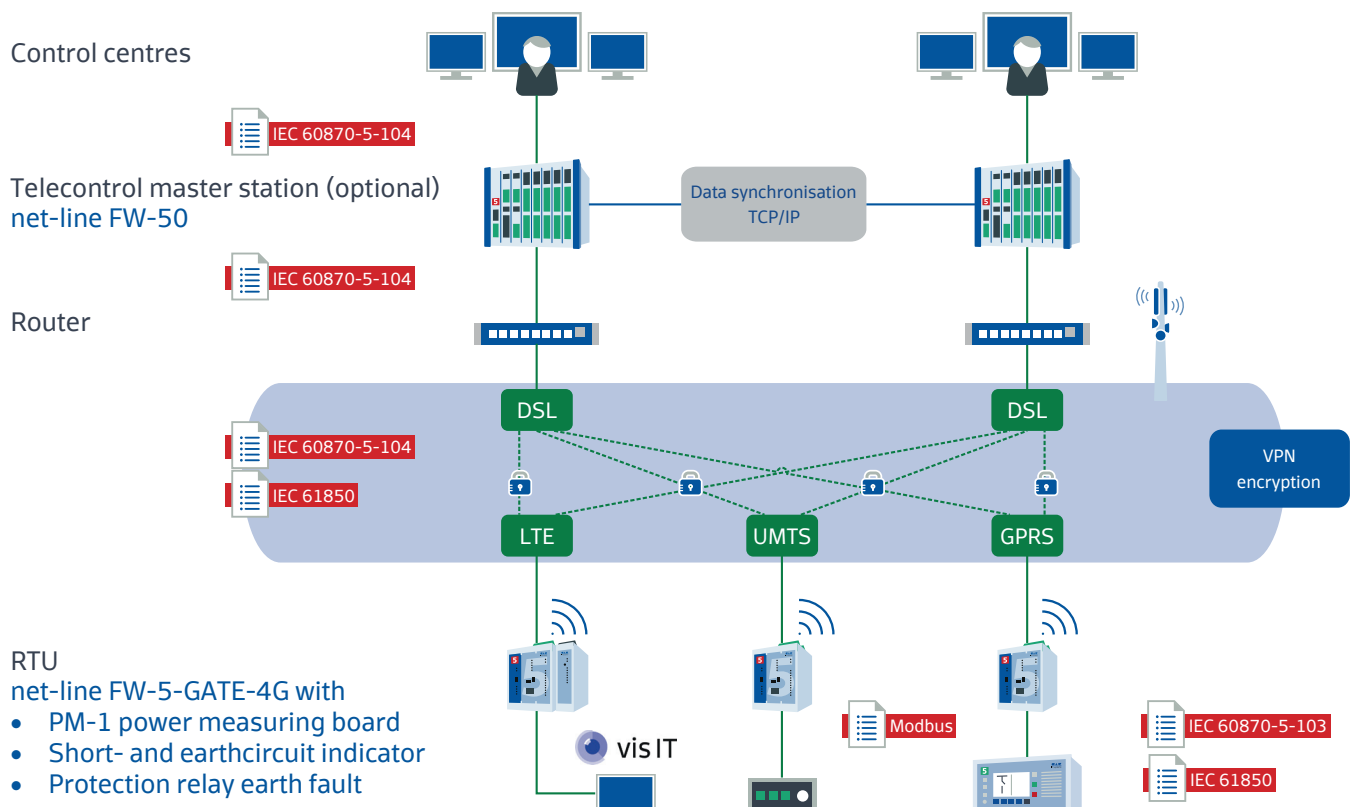 Control centres
IEC 60870-5-104
Telecontrol master station (optional)
net-line FW-50
Data synchronisation
TCP/IP
IEC 60870-5-104
Router
DSL
DSL
IEC 60870-5-104
IEC 61850
VPN
encryption
LTE
UMTS
GPRS
RTU
net-line FW-5-GATE-4G with
• PM-1 power measuring board
• Short- and earthcircuit indicator
• Protection relay earth fault
vis IT
Modbus
IEC 60870-5-103
IEC 61850